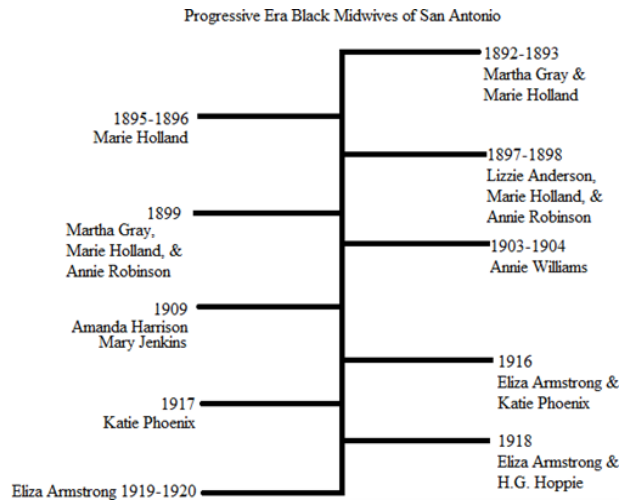 Progressive Era Black Midwives of San Antonio
1892-1893
Martha Gray &
Marie Holland
1895-1896
Marie Holland
1897-1898
Lizzie Anderson,
Marie Holland, &
Annie Robinson
1899
Martha Gray,
Marie Holland, &
Annie Robinson
1903-1904
Annie Williams
1909
Amanda Harrison
Mary Jenkins
1916
Eliza Armstrong &
Katie Phoenix
1917
Katie Phoenix
1918
Eliza Armstrong &
H.G. Hoppie
Eliza Armstrong 1919-1920